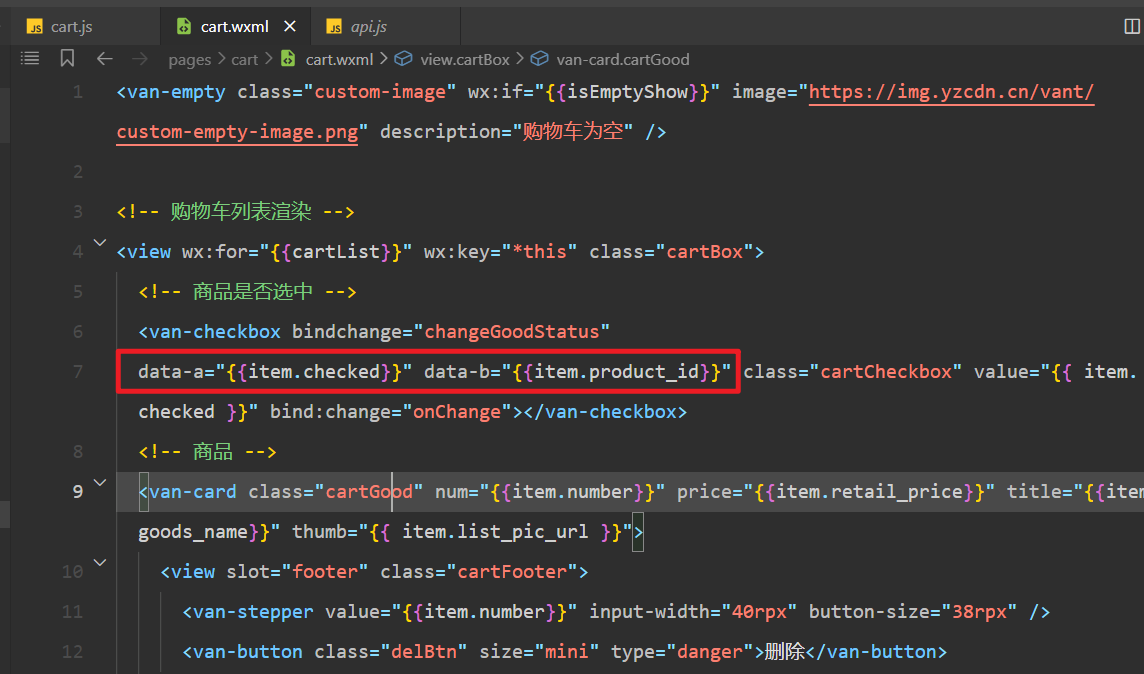 JS cart.js cart.wxml × JS api.js
pages > cart > cart.wxml > view.cartBox > van-card.cartGood
1 <van-empty class="custom-image" wx:if="{{isEmptyShow}}" image="https://img.yzcdn.cn/vant/
custom-empty-image.png" description="购物车为空" />
2
3 <!-- 购物车列表渲染 -->
4 <view wx:for="{{cartList}}" wx:key="*this" class="cartBox">
5 <!-- 商品是否选中 -->
6 <van-checkbox bindchange="changeGoodStatus"
7 data-a="{{item.checked}}" data-b="{{item.product_id}}" class="cartCheckbox" value="{{ item.
checked }}" bind:change="onChange"></van-checkbox>
8 <!-- 商品 -->
9 <van-card class="cartGood" num="{{item.number}}" price="{{item.retail_price}}" title="{{item
goods_name}}" thumb="{{ item.list_pic_url }}">
10 <view slot="footer" class="cartFooter">
11 <van-stepper value="{{item.number}}" input-width="40rpx" button-size="38rpx" />
12 <van-button class="delBtn" size="mini" type="danger">删除</van-button>